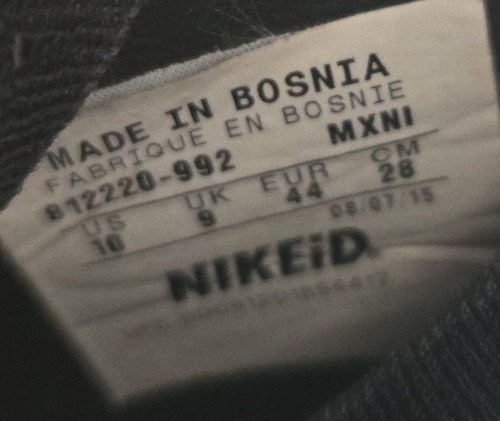 MADE IN BOSNIA
FABRIQUE EN BOSNIE
812220-992 MXNI
US UK EUR CM
10 9 44 28
08/07/15
NIKEiD